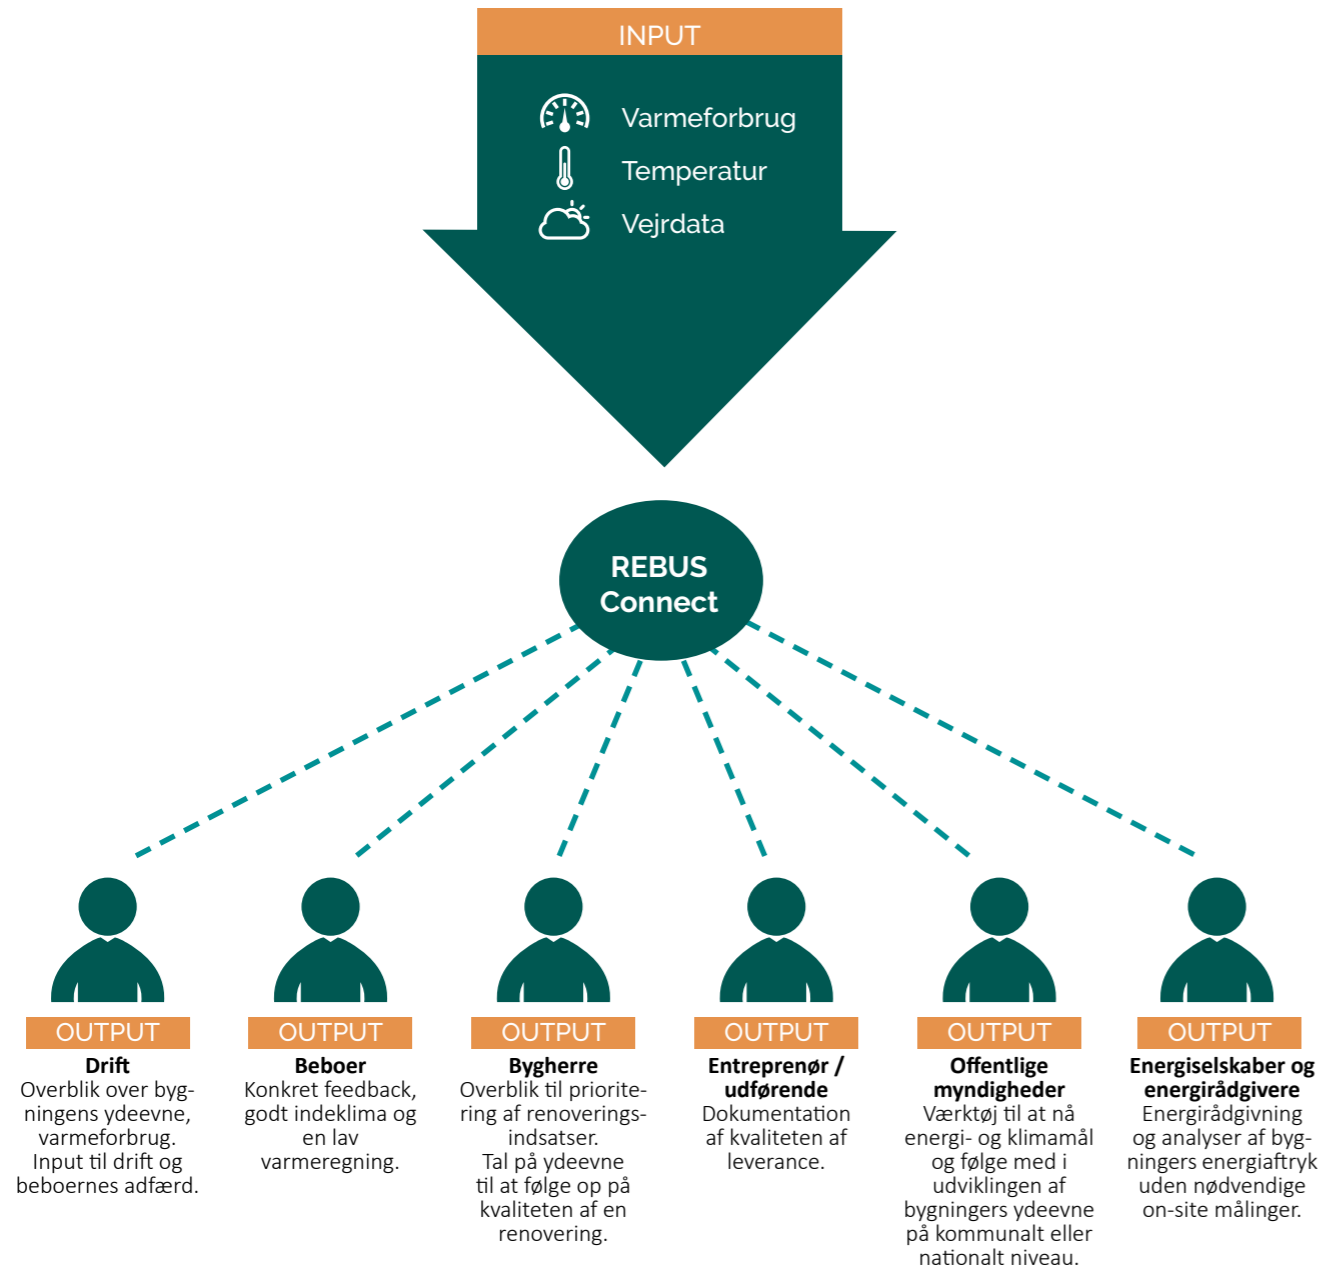 INPUT
Varmeforbrug
Temperatur
Vejrdata
REBUS
Connect
OUTPUT
Drift
Overblik over byg-
ningens ydeevne,
varmeforbrug.
Input til drift og
beboernes adfærd.
OUTPUT
Beboer
Konkret feedback,
godt indeklima og
en lav
varmeregning.
OUTPUT
Bygherre
Overblik til priorite-
ring af renoverings-
indsatser.
Tal på ydeevne
til at følge op på
kvaliteten af en
renovering.
OUTPUT
Entreprenør /
udførende
Dokumentation
af kvaliteten af
leverance.
OUTPUT
Offentlige
myndigheder
Værktøj til at nå
energi- og klimamål
og følge med i
udviklingen af
bygningers ydeevne
på kommunalt eller
nationalt niveau.
OUTPUT
Energiselskaber og
energirådgivere
Energirådgivning
og analyser af byg-
ningers energiaftryk
uden nødvendige
on-site målinger.